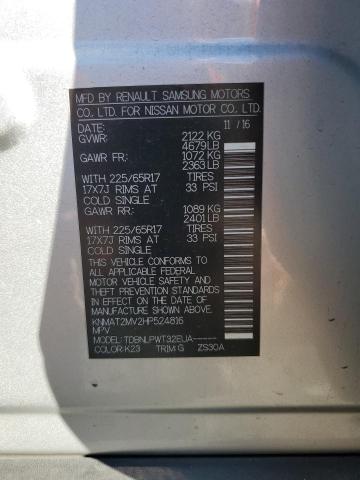 MFD BY RENAULT SAMSUNG MOTORS
CO. LTD. FOR NISSAN MOTOR CO. LTD.
DATE: 11 / 16
GVWR: 2122 KG
4679 LB
GAWR FR: 1072 KG
2363 LB
WITH 225/65R17 TIRES
17X7J RIMS AT 33 PSI
COLD SINGLE
GAWR RR: 1089 KG
2401 LB
WITH 225/65R17 TIRES
17X7J RIMS AT 33 PSI
COLD SINGLE
THIS VEHICLE CONFORMS TO ALL
APPLICABLE FEDERAL
MOTOR VEHICLE SAFETY
STANDARDS IN EFFECT ON THE DATE
OF MANUFACTURE SHOWN ABOVE.
KNMAT2MV2HP524816
MPV
MODEL: TDBNLPWT32EUA------
COLOR:K23 TRIM:G ZS30A